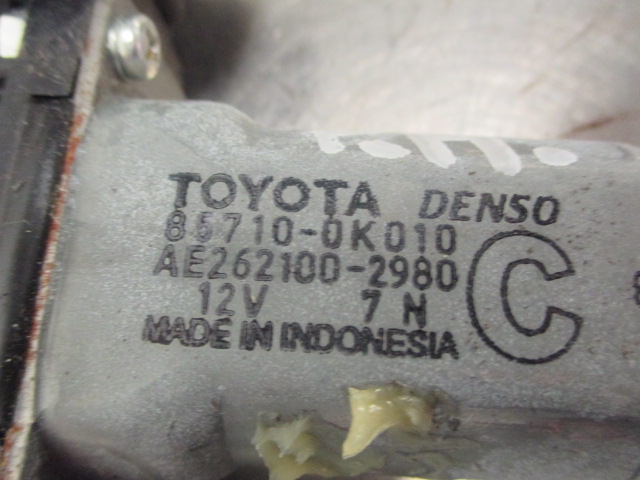 TOYOTA DENSO
85710-0K010
AE262100-2980
12V 7 N
C
MADE IN INDONESIA